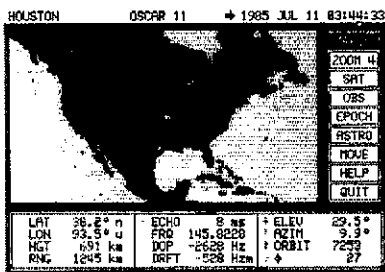 HOUSTON OSCAR 11 → 1985 JUL 11 03:44:33
ZOOM 4
SAT
OBS
EPOCH
ASTRO
MOVE
HELP
QUIT
LAT 38.2° n ECHO 8 ms ELEV 29.5°
LON 93.5° w FRQ 145.8228 AZIM 9.9°
HGT 691 km DOP -2628 Hz ORBIT 7253
RNG 1245 km DRFT -528 Hzm φ 27